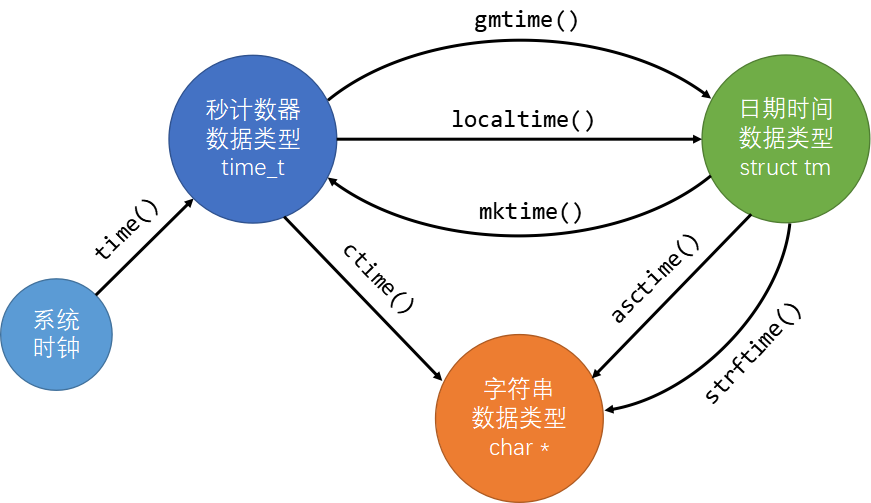 gmtime()
秒计数器
数据类型
time_t
localtime()
日期时间
数据类型
struct tm
mktime()
time()
ctime()
asctime()
strftime()
系统
时钟
字符串
数据类型
char *